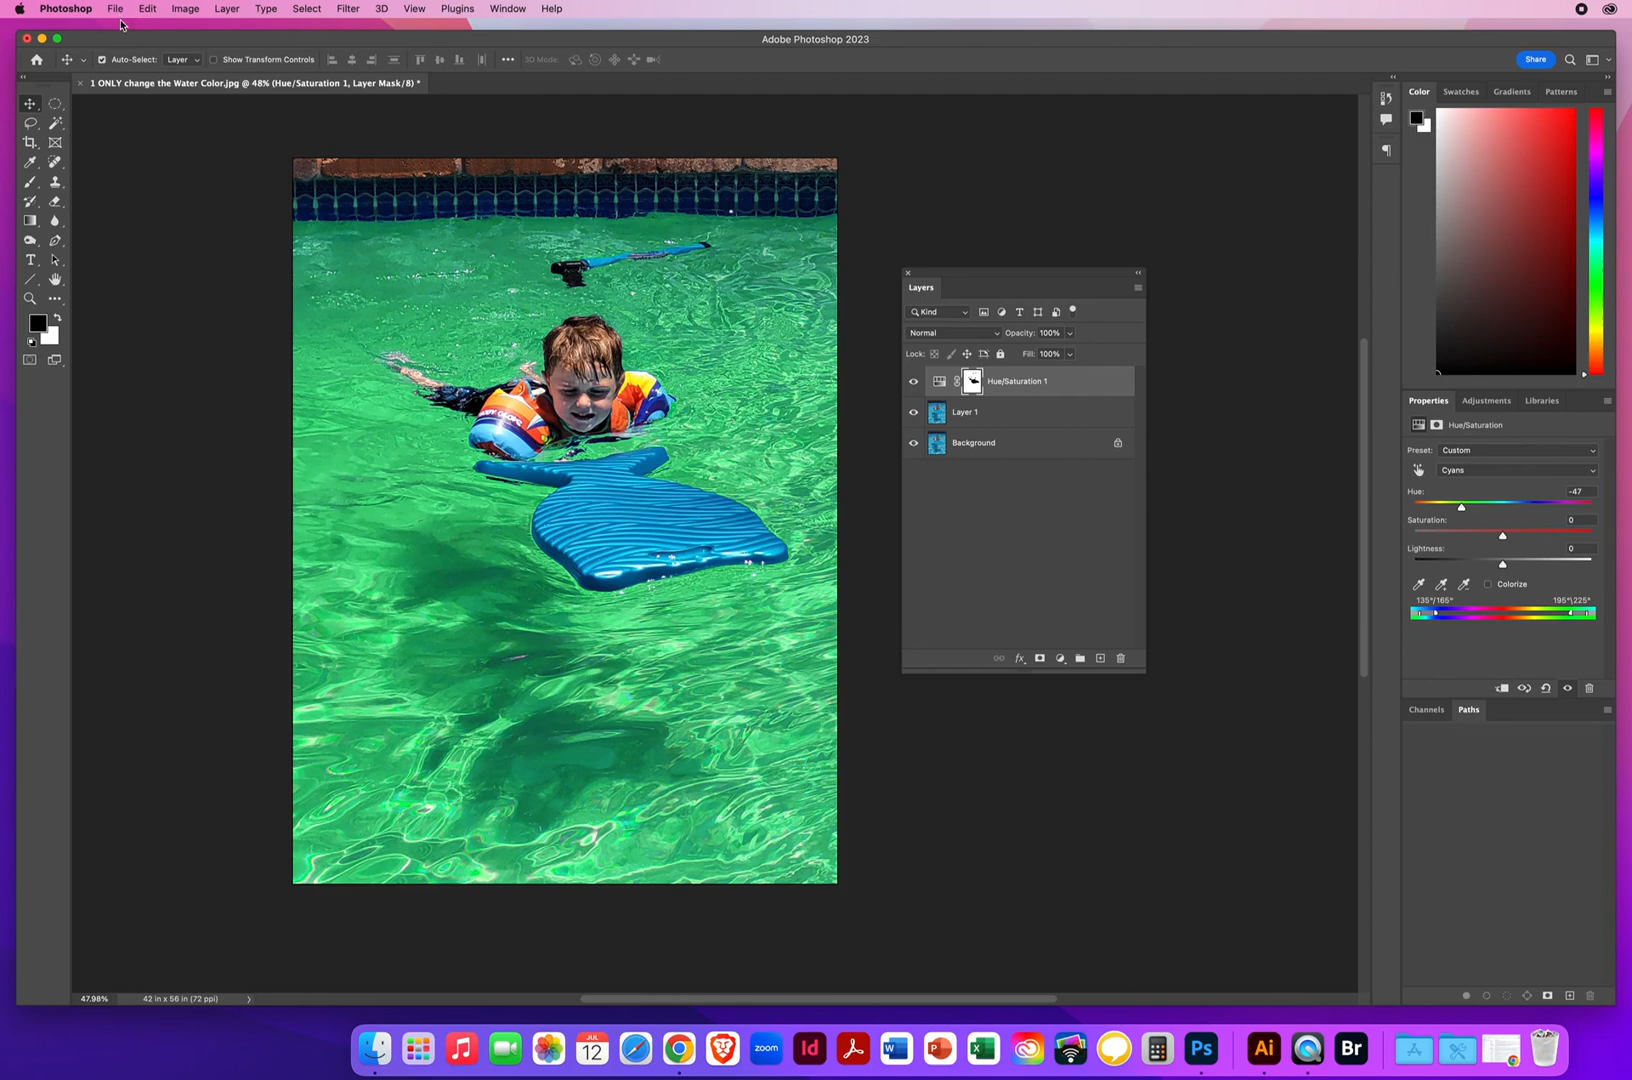 Photoshop File Edit Image Layer Type Select Filter 3D View Plugins Window Help
Adobe Photoshop 2023
Auto-Select: Layer Show Transform Controls 3D Mode: Share
1 ONLY change the Water Color.jpg @ 48% (Hue/Saturation 1, Layer Mask/8) *
Color Swatches Gradients Patterns
Layers
Kind
Normal Opacity: 100%
Lock: Fill: 100%
Hue/Saturation 1
Layer 1
Background
Properties Adjustments Libraries
Hue/Saturation
Preset: Custom
Cyans
Hue: -47
Saturation: 0
Lightness: 0
Colorize
135°/165° 195°\225°
Channels Paths
47.98% 42 in x 56 in (72 ppi)
JUL
12
zoom
Id
W
P
X
Ps
Ai
Br